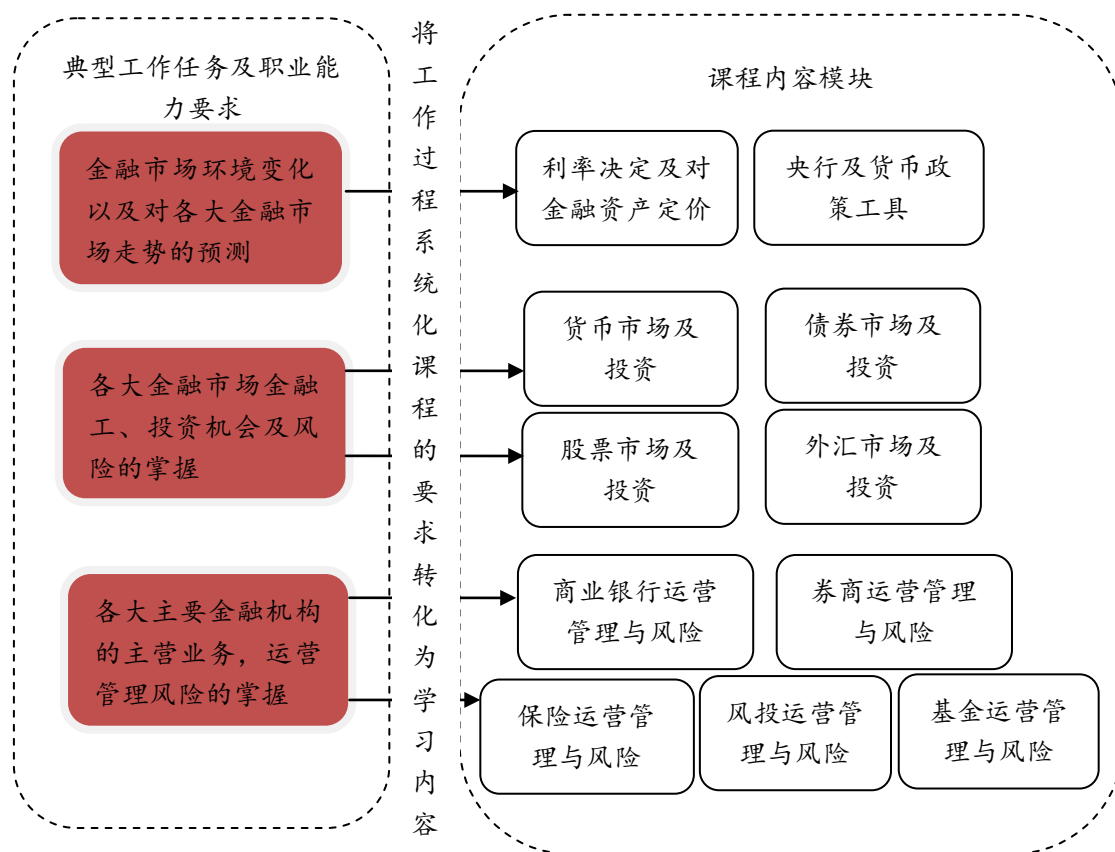 典型工作任务及职业能
力要求
金融市场环境变化
以及对各大金融市
场走势的预测
各大金融市场金融
工、投资机会及风
险的掌握
各大主要金融机构
的主营业务，运营
管理风险的掌握
将工作过程系统化课程的要求转化为学习内容
课程内容模块
利率决定及对
金融资产定价
央行及货币政
策工具
货币市场及
投资
债券市场及
投资
股票市场及
投资
外汇市场及
投资
商业银行运营
管理与风险
券商运营管理
与风险
保险运营管
理与风险
风投运营管
理与风险
基金运营管
理与风险